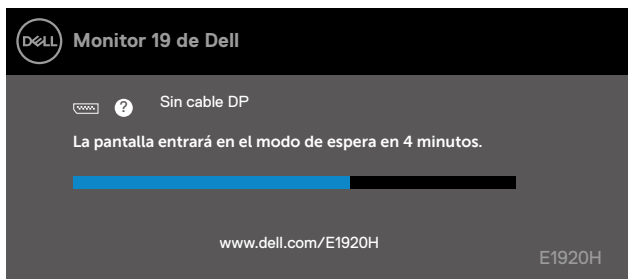 DELL Monitor 19 de Dell
? Sin cable DP
La pantalla entrará en el modo de espera en 4 minutos.
www.dell.com/E1920H
E1920H